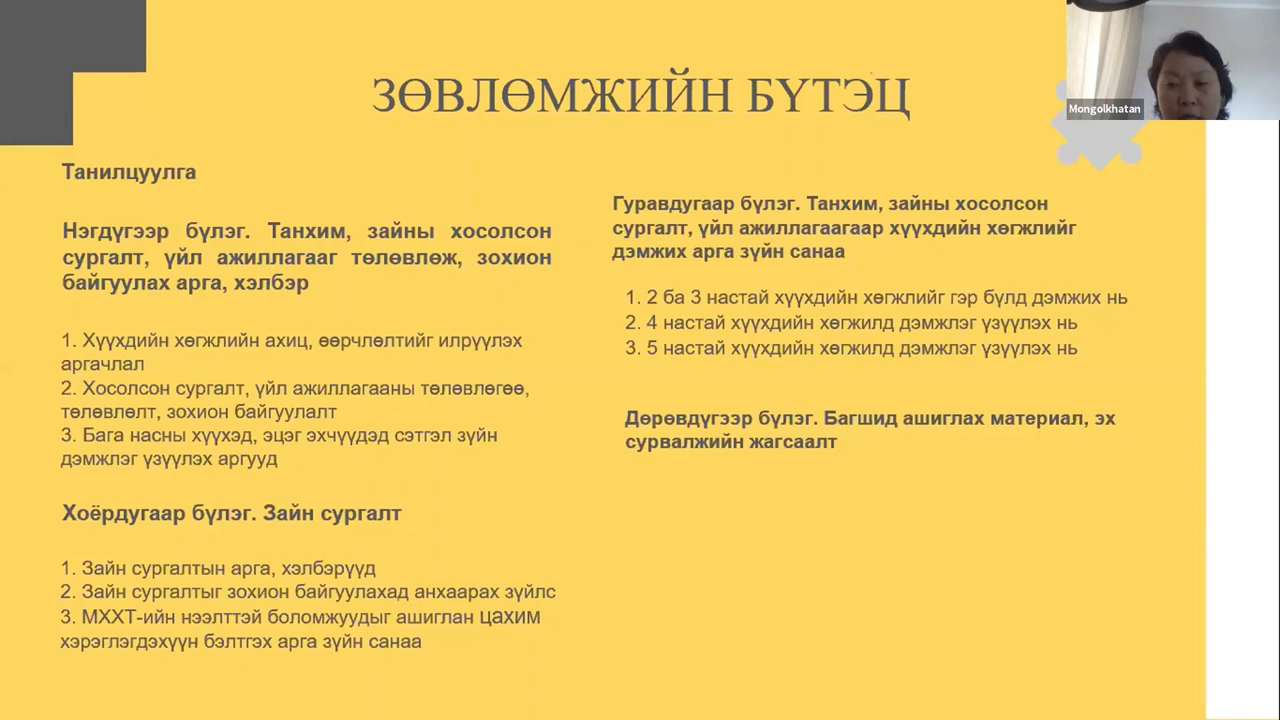 ЗӨВЛӨМЖИЙН БҮТЭЦ
Mongolkhatan
Танилцуулга
Нэгдүгээр бүлэг. Танхим, зайны хосолсон
сургалт, үйл ажиллагааг төлөвлөж, зохион
байгуулах арга, хэлбэр
1. Хүүхдийн хөгжлийн ахиц, өөрчлөлтийг илрүүлэх
аргачлал
2. Хосолсон сургалт, үйл ажиллагааны төлөвлөгөө,
төлөвлөлт, зохион байгуулалт
3. Бага насны хүүхэд, эцэг эхчүүдэд сэтгэл зүйн
дэмжлэг үзүүлэх аргууд
Хоёрдугаар бүлэг. Зайн сургалт
1. Зайн сургалтын арга, хэлбэрүүд
2. Зайн сургалтыг зохион байгуулахад анхаарах зүйлс
3. МХХТ-ийн нээлттэй боломжуудыг ашиглан цахим
хэрэглэгдэхүүн бэлтгэх арга зүйн санаа
Гуравдугаар бүлэг. Танхим, зайны хосолсон
сургалт, үйл ажиллагаагаар хүүхдийн хөгжлийг
дэмжих арга зүйн санаа
1. 2 ба 3 настай хүүхдийн хөгжлийг гэр бүлд дэмжих нь
2. 4 настай хүүхдийн хөгжилд дэмжлэг үзүүлэх нь
3. 5 настай хүүхдийн хөгжилд дэмжлэг үзүүлэх нь
Дөрөвдүгээр бүлэг. Багшид ашиглах материал, эх
сурвалжийн жагсаалт